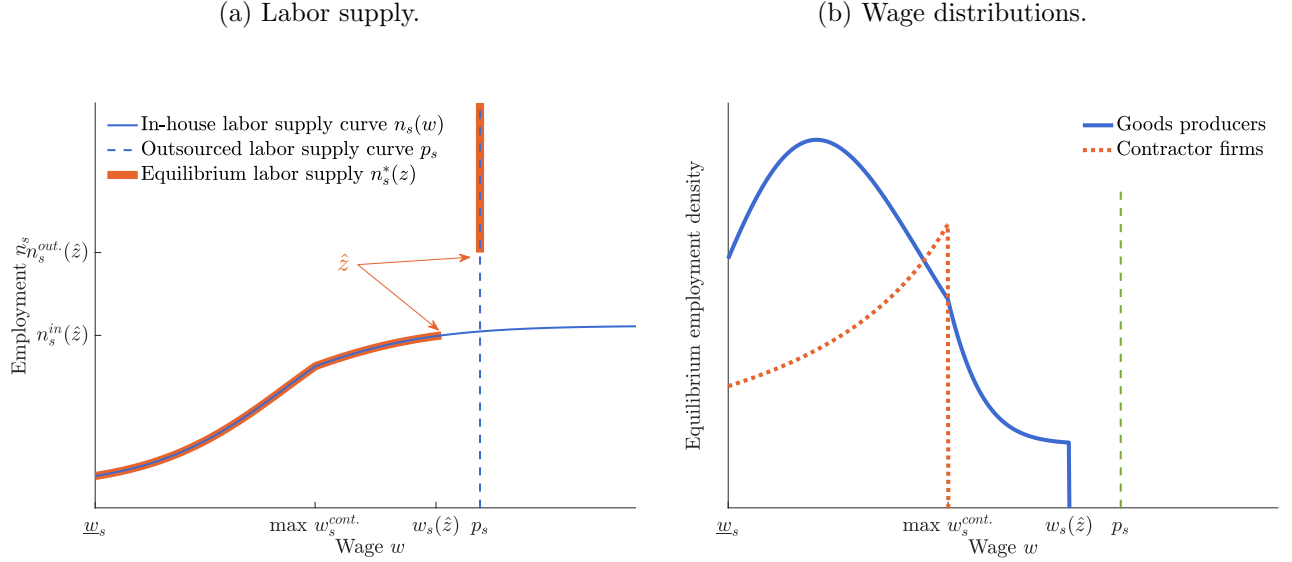 (a) Labor supply.
In-house labor supply curve n_s(w)
Outsourced labor supply curve p_s
Equilibrium labor supply n_s^*(z)
Employment n_s
n_s^{out.}(ẑ)
n_s^{in}(ẑ)
ẑ
w̲_s
max w_s^{cont.}
w_s(ẑ)
p_s
Wage w
(b) Wage distributions.
Goods producers
Contractor firms
Equilibrium employment density
w̲_s
max w_s^{cont.}
w_s(ẑ)
p_s
Wage w